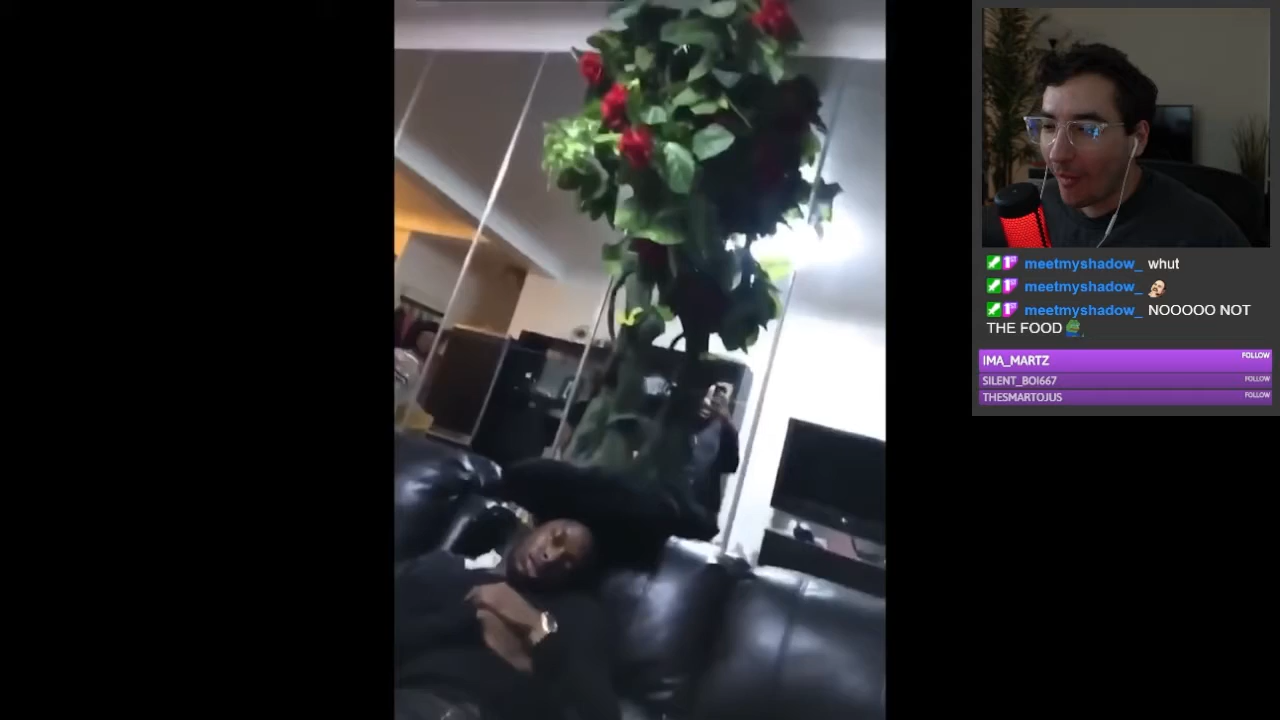 meetmyshadow_ whut
meetmyshadow_
meetmyshadow_ NOOOOO NOT
THE FOOD
IMA_MARTZ FOLLOW
SILENT_BOI667 FOLLOW
THESMARTOJUS FOLLOW